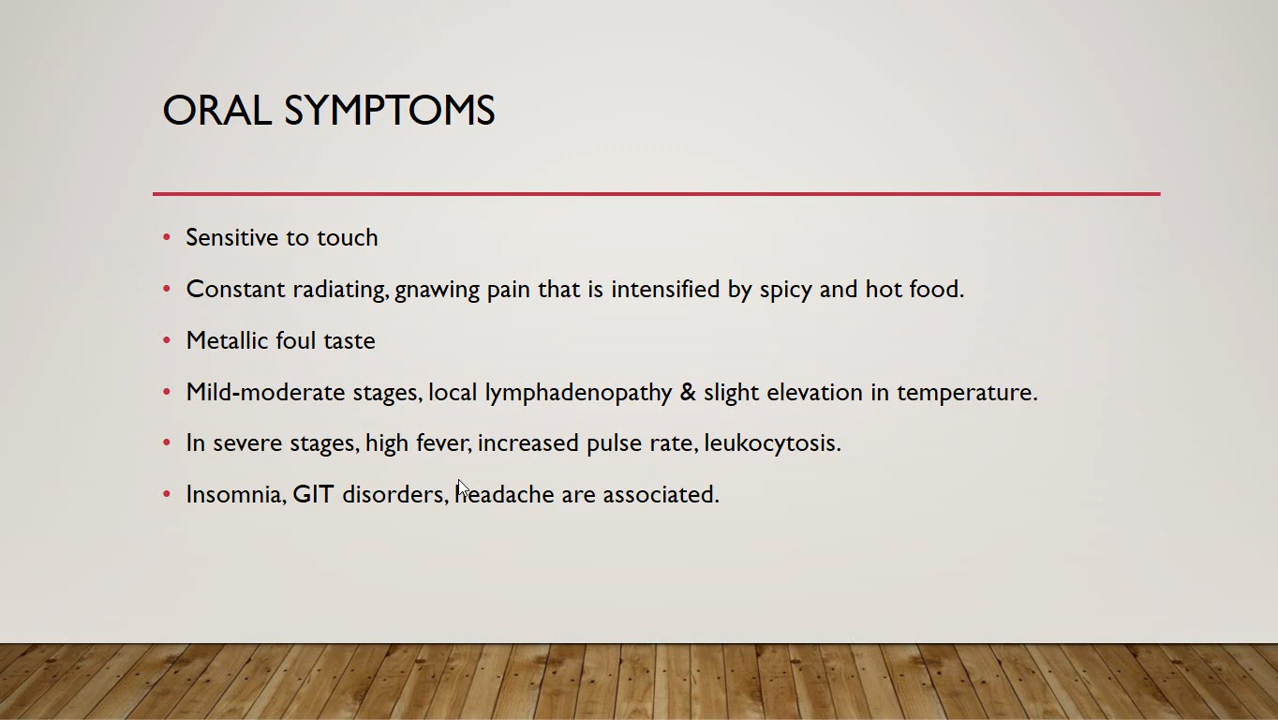 ORAL SYMPTOMS
• Sensitive to touch
• Constant radiating, gnawing pain that is intensified by spicy and hot food.
• Metallic foul taste
• Mild-moderate stages, local lymphadenopathy & slight elevation in temperature.
• In severe stages, high fever, increased pulse rate, leukocytosis.
• Insomnia, GIT disorders, headache are associated.